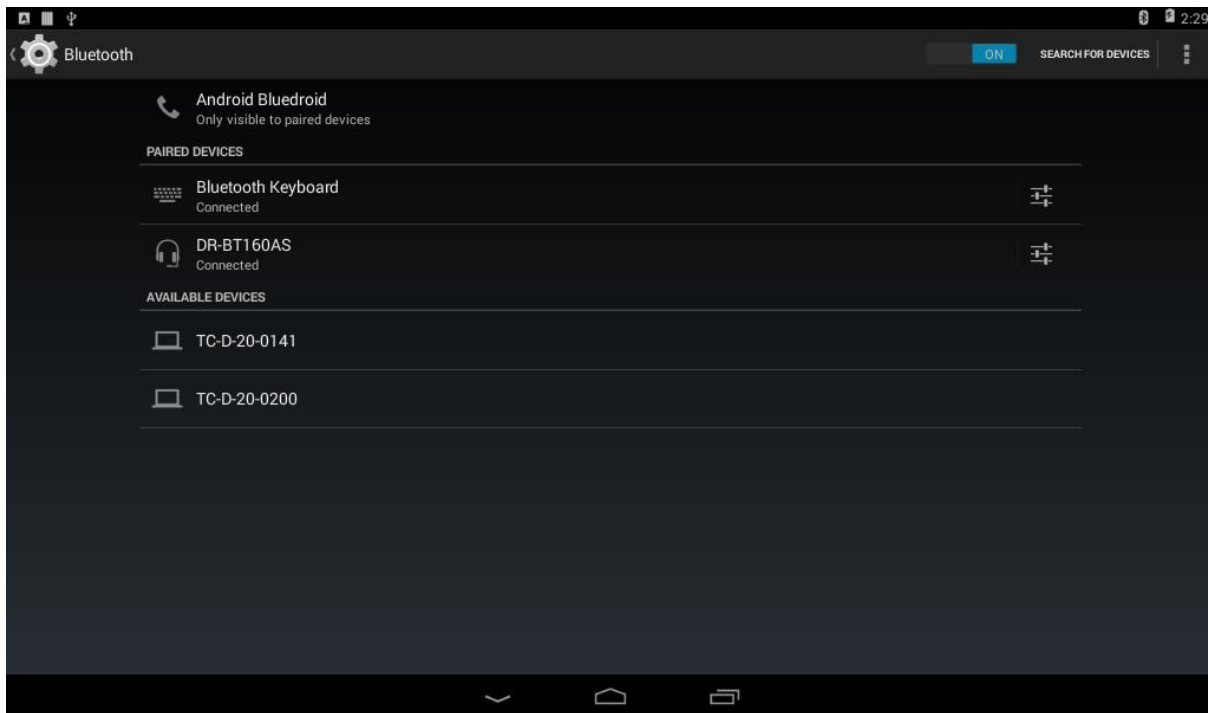 2:29
Bluetooth
ON
SEARCH FOR DEVICES
Android Bluedroid
Only visible to paired devices
PAIRED DEVICES
Bluetooth Keyboard
Connected
DR-BT160AS
Connected
AVAILABLE DEVICES
TC-D-20-0141
TC-D-20-0200